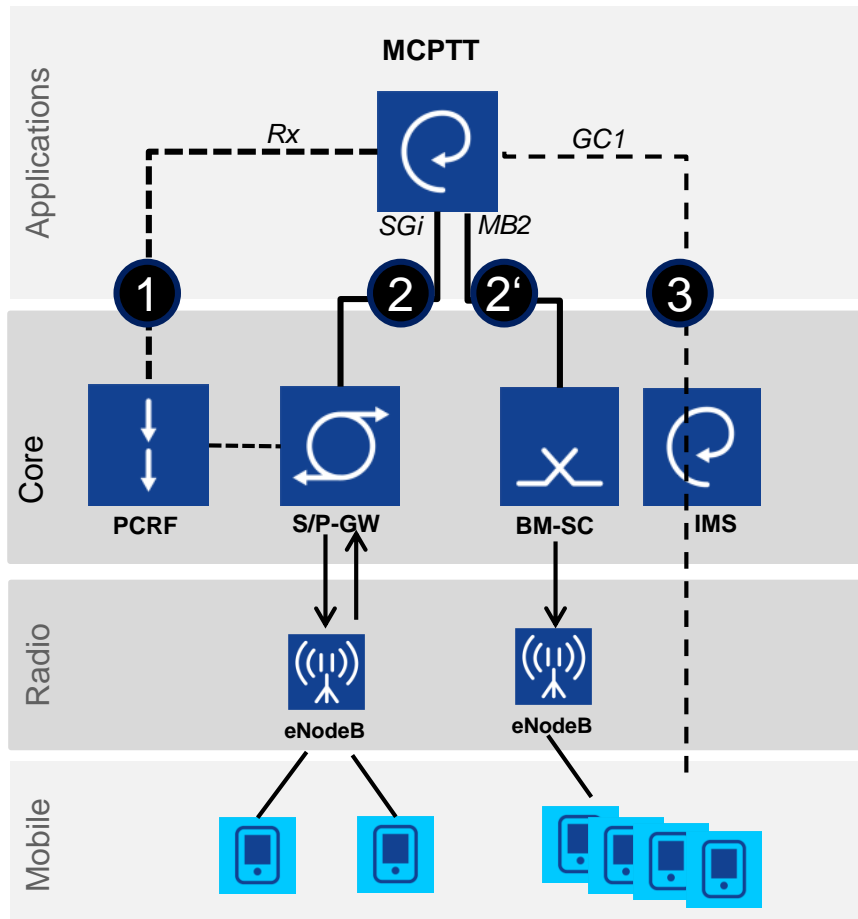 Applications
MCPTT
Rx
GC1
SGi
MB2
1
2
2‘
3
Core
PCRF
S/P-GW
BM-SC
IMS
Radio
eNodeB
eNodeB
Mobile